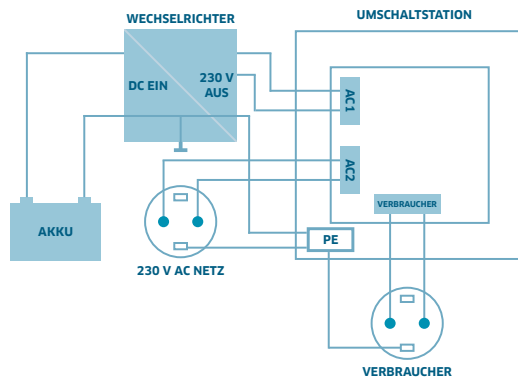 WECHSELRICHTER
UMSCHALTSTATION
DC EIN
230 V
AUS
AC1
AC2
VERBRAUCHER
AKKU
PE
230 V AC NETZ
VERBRAUCHER